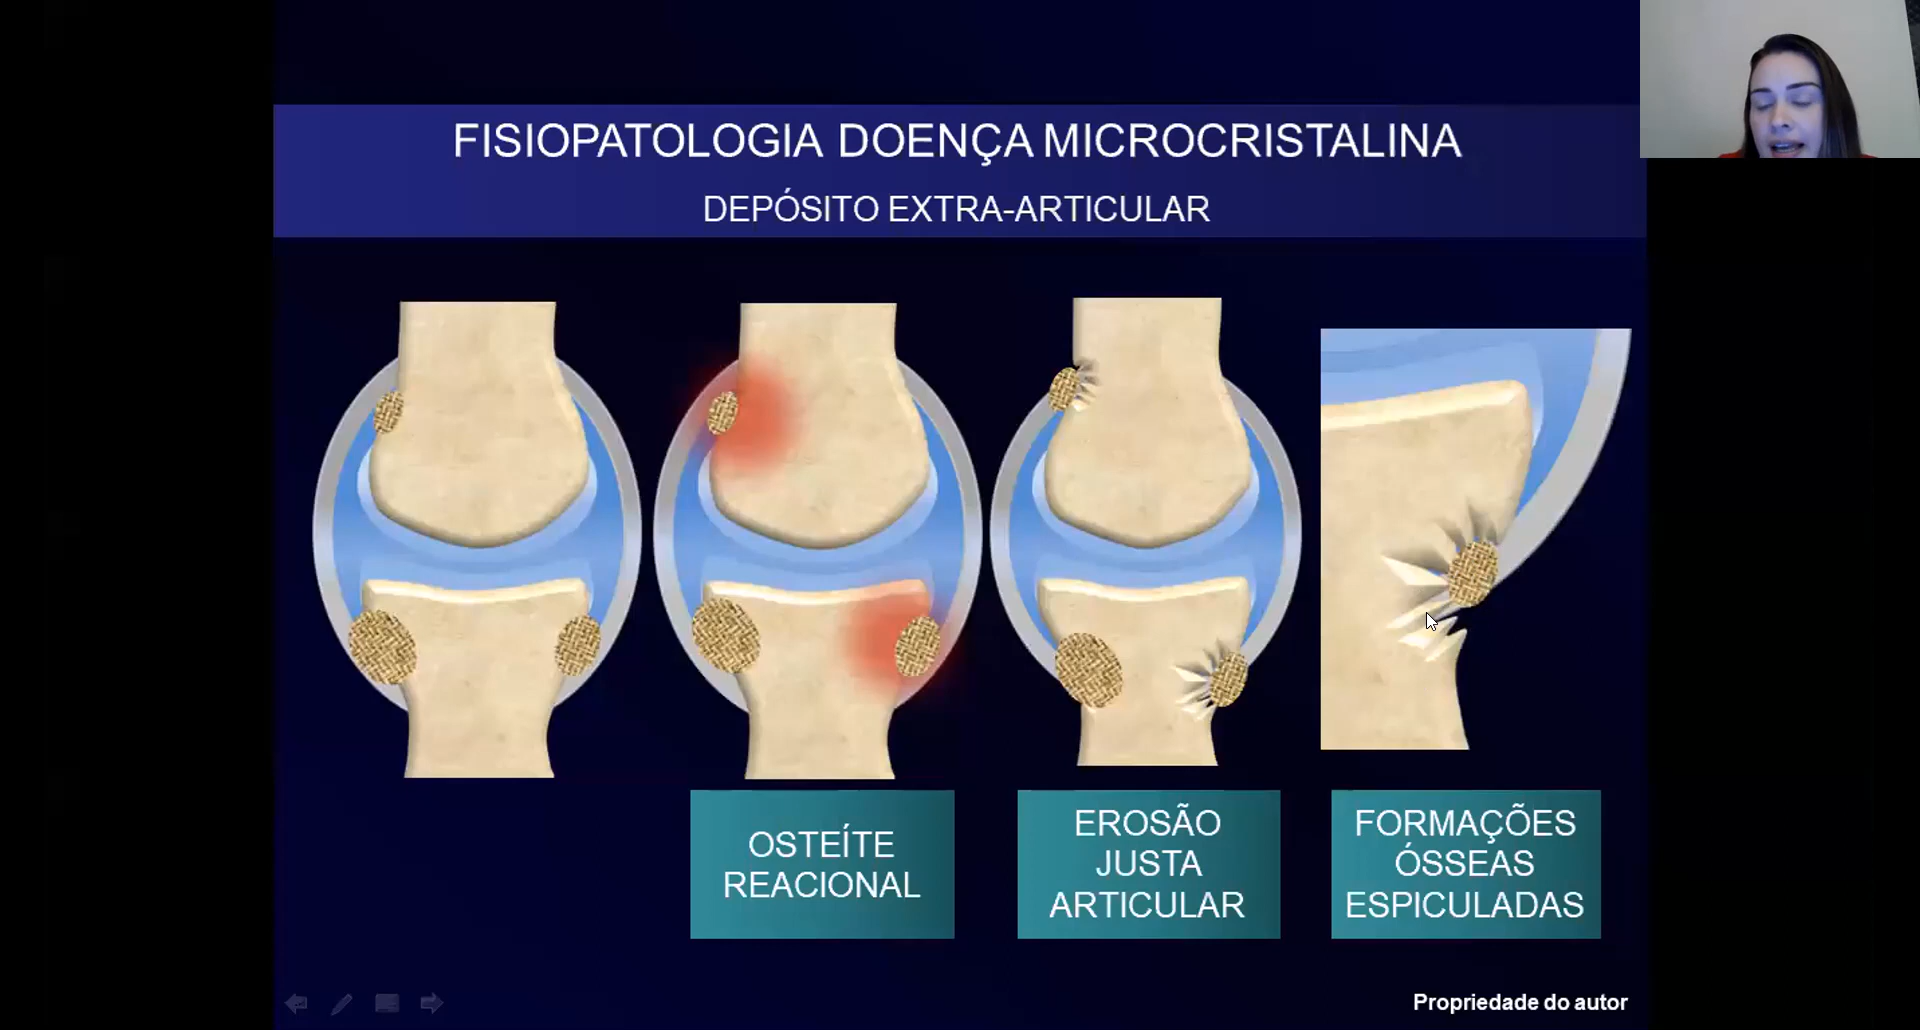 FISIOPATOLOGIA DOENÇA MICROCRISTALINA
DEPÓSITO EXTRA-ARTICULAR
OSTEÍTE
REACIONAL
EROSÃO
JUSTA
ARTICULAR
FORMAÇÕES
ÓSSEAS
ESPICULADAS
Propriedade do autor